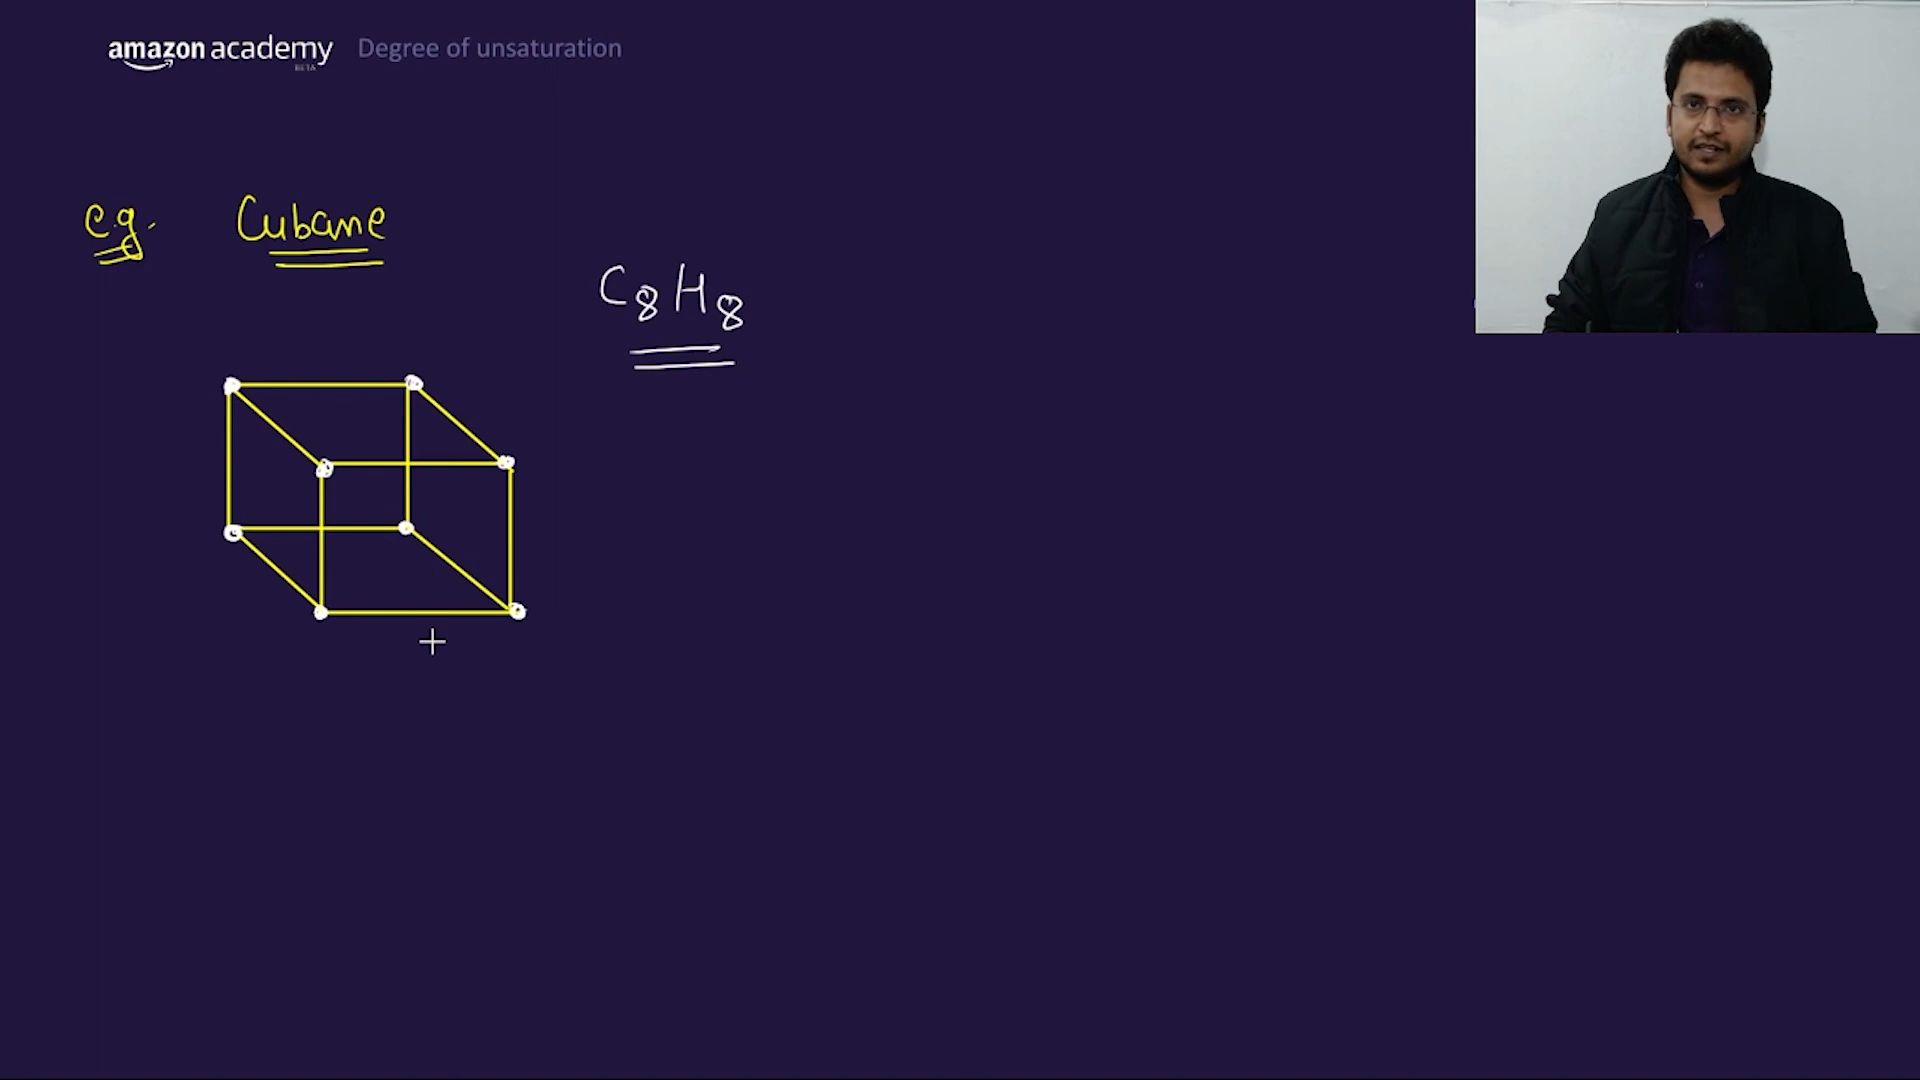 amazon academy
BETA
Degree of unsaturation
e.g. Cubane
C8H8